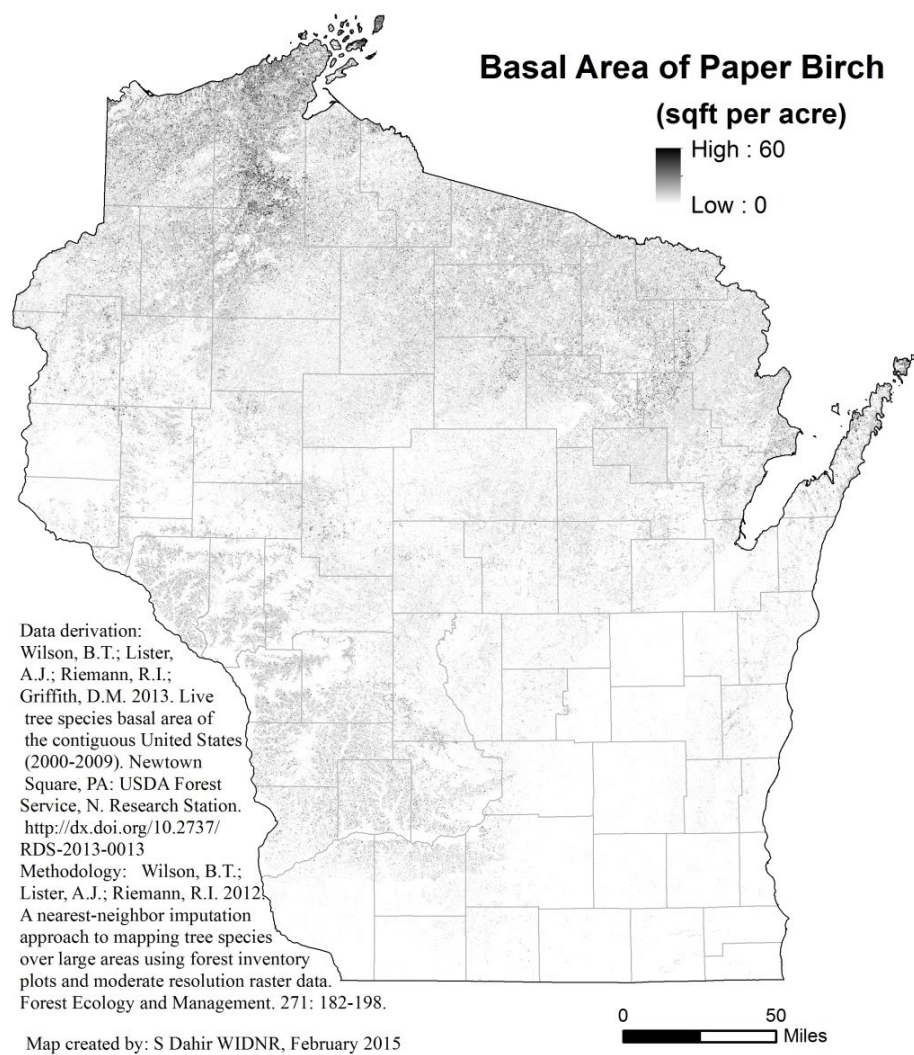 Basal Area of Paper Birch
(sqft per acre)
High : 60
Low : 0
Data derivation:
Wilson, B.T.; Lister,
A.J.; Riemann, R.I.;
Griffith, D.M. 2013. Live
tree species basal area of
the contiguous United States
(2000-2009). Newtown
Square, PA: USDA Forest
Service, N. Research Station.
http://dx.doi.org/10.2737/
RDS-2013-0013
Methodology: Wilson, B.T.;
Lister, A.J.; Riemann, R.I. 2012.
A nearest-neighbor imputation
approach to mapping tree species
over large areas using forest inventory
plots and moderate resolution raster data.
Forest Ecology and Management. 271: 182-198.
Map created by: S Dahir WIDNR, February 2015
0 50
Miles